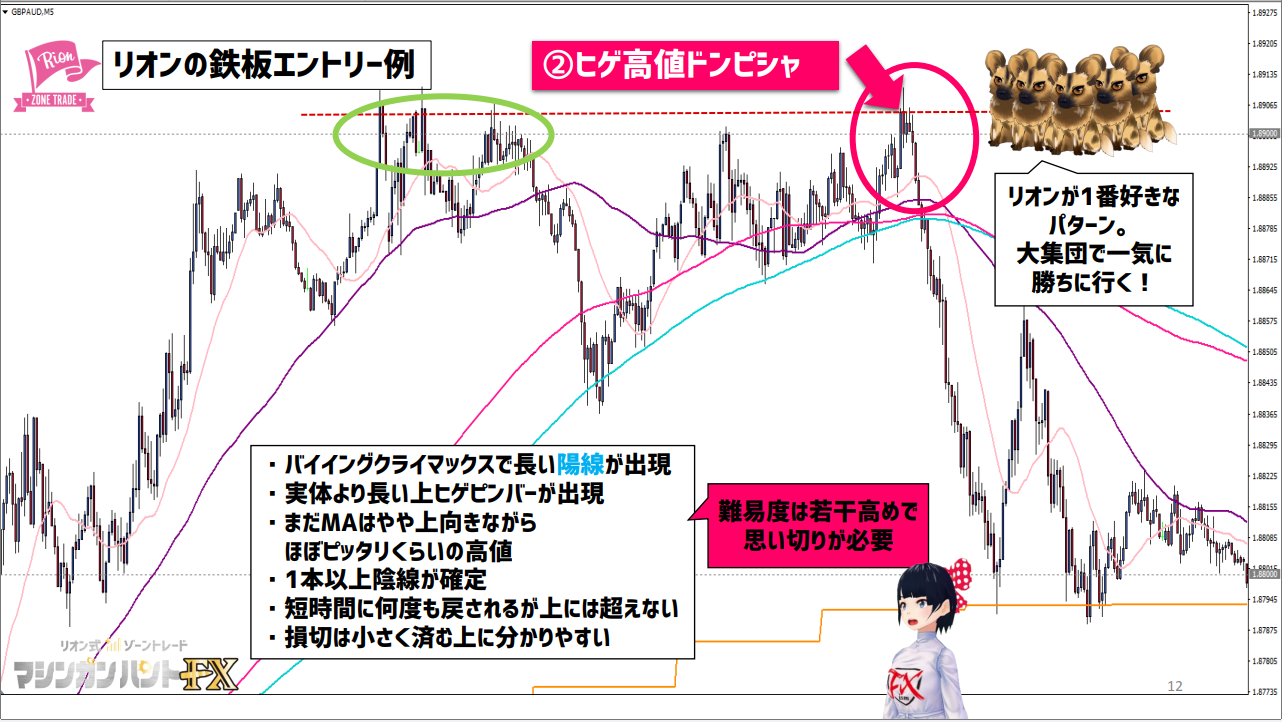 GBPAUD,M5
Rion
ZONE TRADE
リオンの鉄板エントリー例
②ヒゲ高値ドンピシャ
リオンが1番好きな
パターン。
大集団で一気に
勝ちに行く！
・バイイングクライマックスで長い陽線が出現
・実体より長い上ヒゲピンバーが出現
・まだMAはやや上向きながら
ほぼピッタリくらいの高値
・1本以上陰線が確定
・短時間に何度も戻されるが上には超えない
・損切は小さく済む上に分かりやすい
難易度は若干高めで
思い切りが必要
リオン式 ゾーントレード
マシンガンハントFX
FX
12
1.89275
1.89205
1.89135
1.89065
1.89000
1.88925
1.88855
1.88785
1.88715
1.88645
1.88575
1.88505
1.88435
1.88365
1.88295
1.88225
1.88155
1.88085
1.88015
1.88000
1.87945
1.87875
1.87805
1.87735